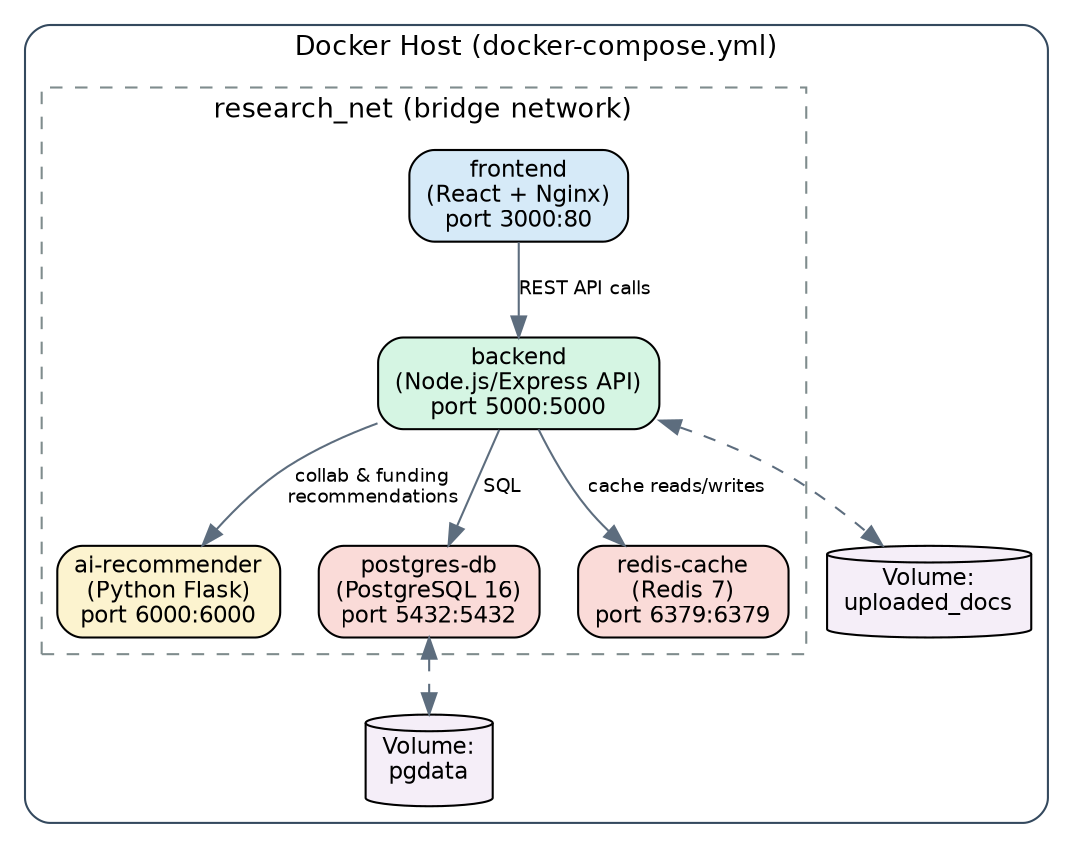 Docker Host (docker-compose.yml)
research_net (bridge network)
frontend
(React + Nginx)
port 3000:80
REST API calls
backend
(Node.js/Express API)
port 5000:5000
collab & funding
recommendations
SQL
cache reads/writes
ai-recommender
(Python Flask)
port 6000:6000
postgres-db
(PostgreSQL 16)
port 5432:5432
redis-cache
(Redis 7)
port 6379:6379
Volume:
uploaded_docs
Volume:
pgdata